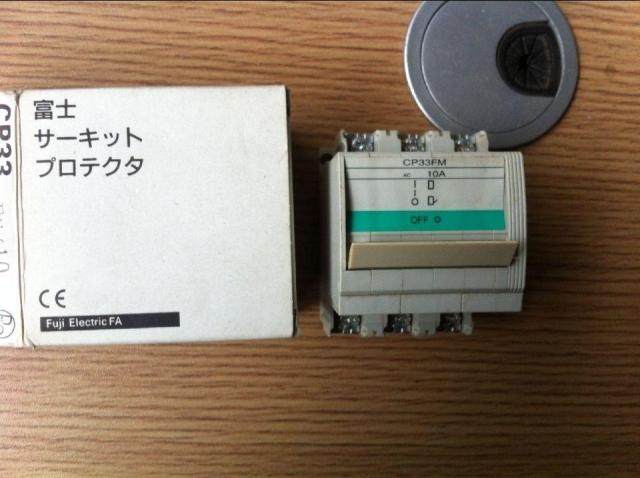 富士
サーキット
プロテクタ
CE
Fuji Electric FA
CP33
CP33FM
AC 10A
I
O
OFF O